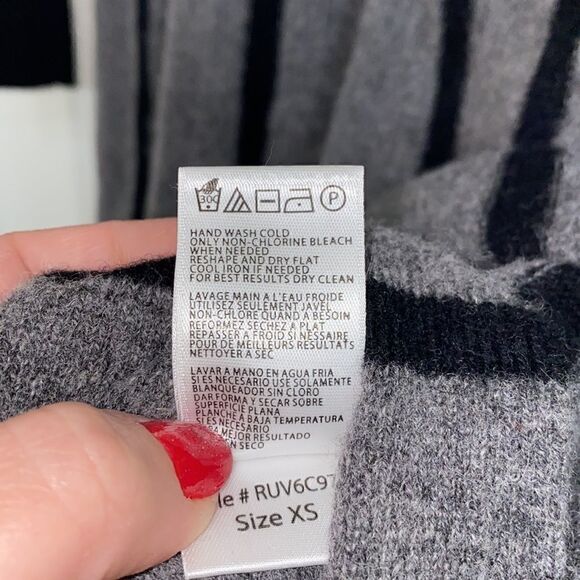 30C P
HAND WASH COLD
ONLY NON-CHLORINE BLEACH
WHEN NEEDED
RESHAPE AND DRY FLAT
COOL IRON IF NEEDED
FOR BEST RESULTS DRY CLEAN
LAVAGE MAIN A L'EAU FROIDE
UTILISEZ SEULEMENT JAVEL
NON-CHLORE QUAND A BESOIN
REFORMEZ SECHEZ A PLAT
REPASSER A FROID SI NESSAIRE
POUR DE MEILLEURS RESULTATS
NETTOYER A SEC
LAVAR A MANO EN AGUA FRIA
SI ES NECESARIO USE SOLAMENTE
BLANQUEADOR SIN CLORO
DAR FORMA Y SECAR SOBRE
SUPERFICIE PLANA
PLANCHE A BAJA TEMPERATURA
SI ES NECESARIO
MEJOR RESULTADO
EN SECO
le # RUV6C97
Size XS